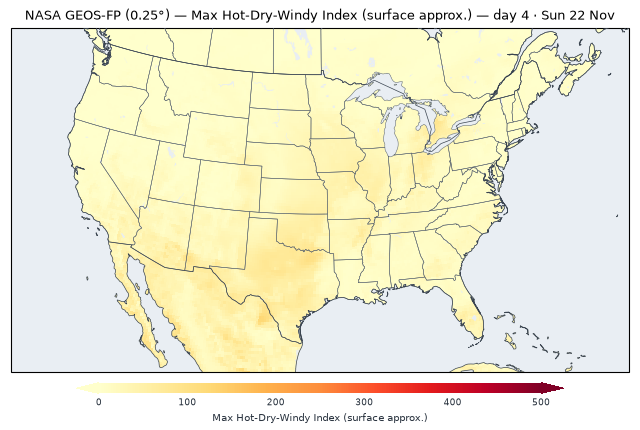 NASA GEOS-FP (0.25°) — Max Hot-Dry-Windy Index (surface approx.) — day 4 · Sun 22 Nov
0 100 200 300 400 500
Max Hot-Dry-Windy Index (surface approx.)